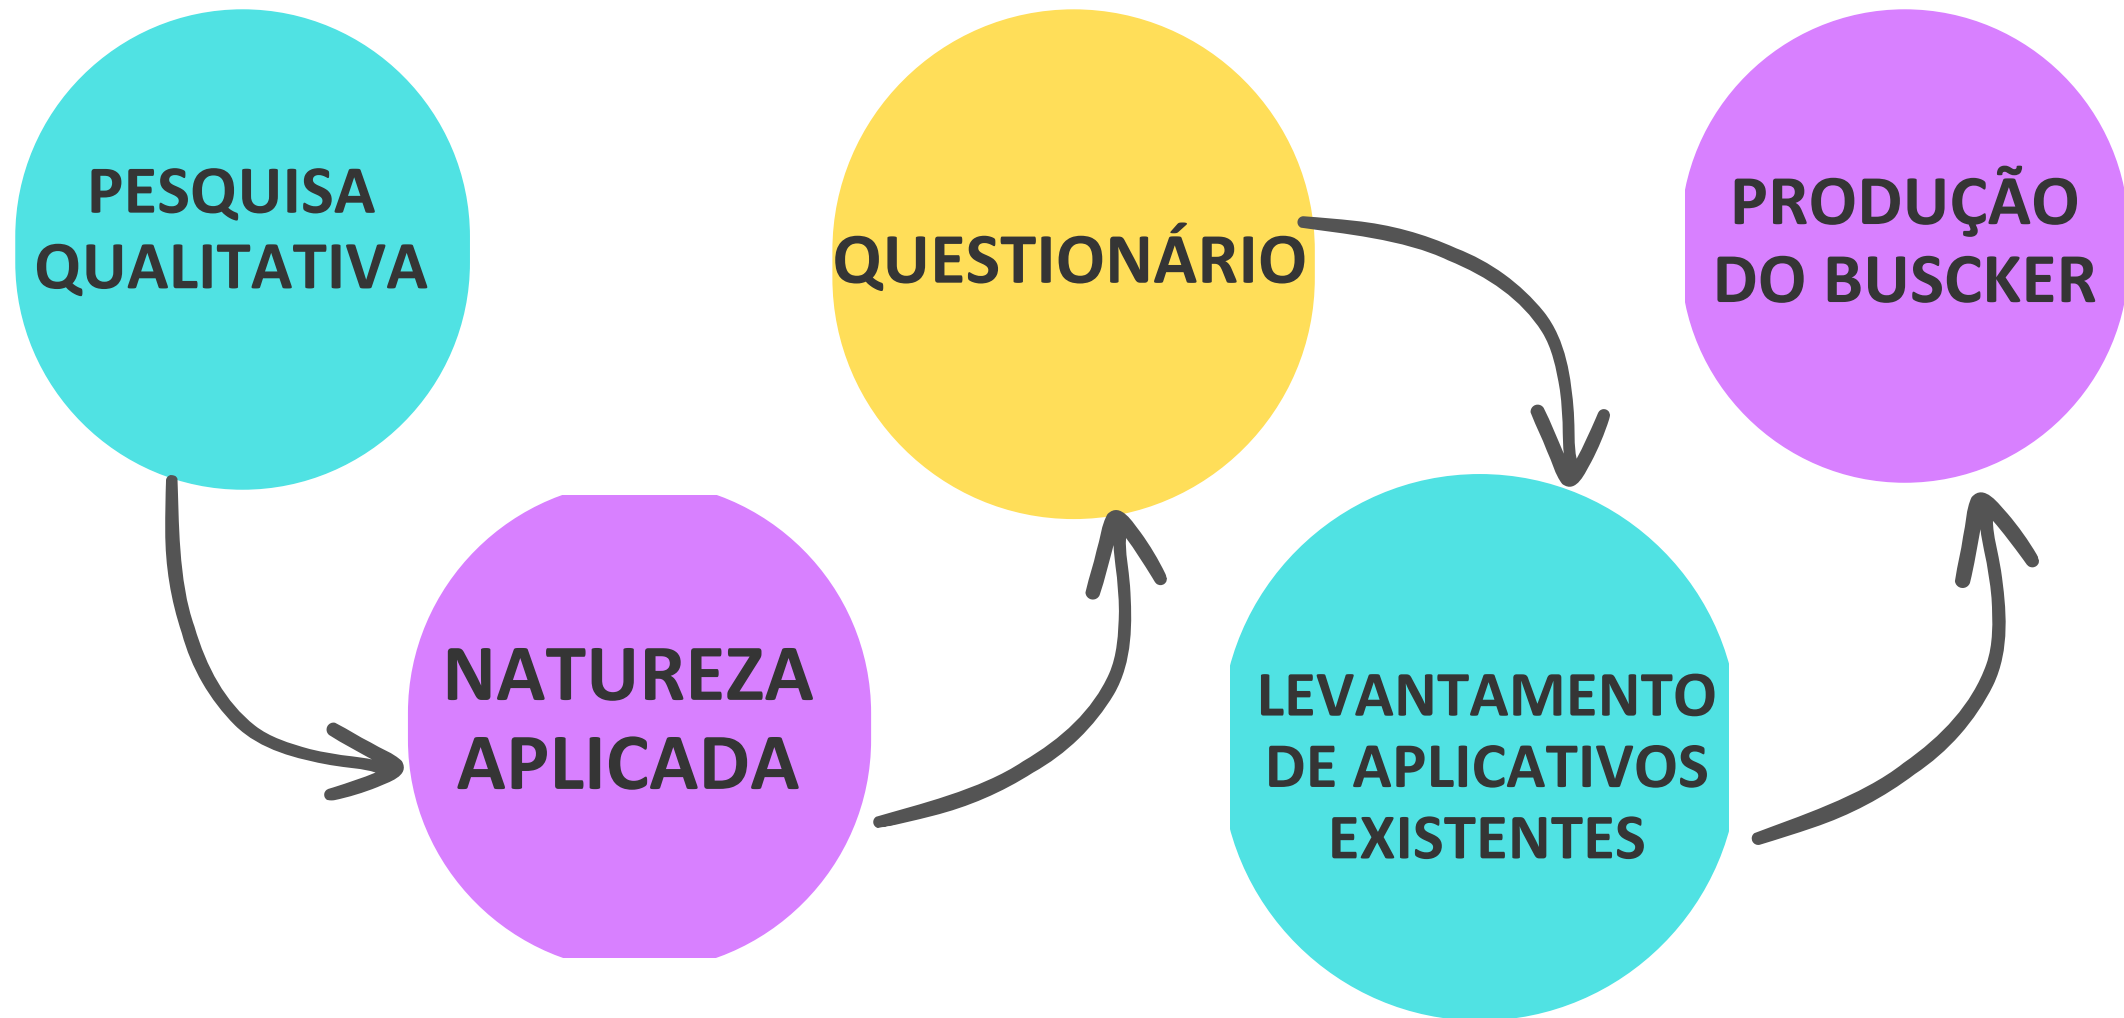 PESQUISA
QUALITATIVA
NATUREZA
APLICADA
QUESTIONÁRIO
LEVANTAMENTO
DE APLICATIVOS
EXISTENTES
PRODUÇÃO
DO BUSCKER